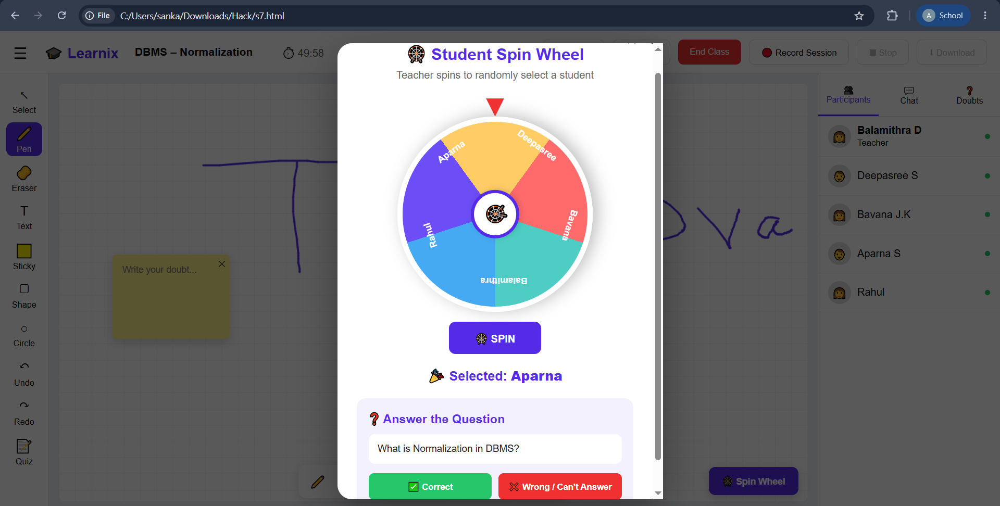 File C:/Users/sanka/Downloads/Hack/s7.html
A School
Learnix
DBMS – Normalization
49:58
End Class
Record Session
Stop
Download
Select
Pen
Eraser
T
Text
Sticky
Shape
Circle
Undo
Redo
Quiz
Write your doubt...
T
Va
Student Spin Wheel
Teacher spins to randomly select a student
Aparna
Deepasree
Bavana
Balamithra
Rahul
SPIN
Selected: Aparna
Answer the Question
What is Normalization in DBMS?
Correct
Wrong / Can't Answer
Participants
Chat
Doubts
Balamithra D
Teacher
Deepasree S
Bavana J.K
Aparna S
Rahul
Spin Wheel